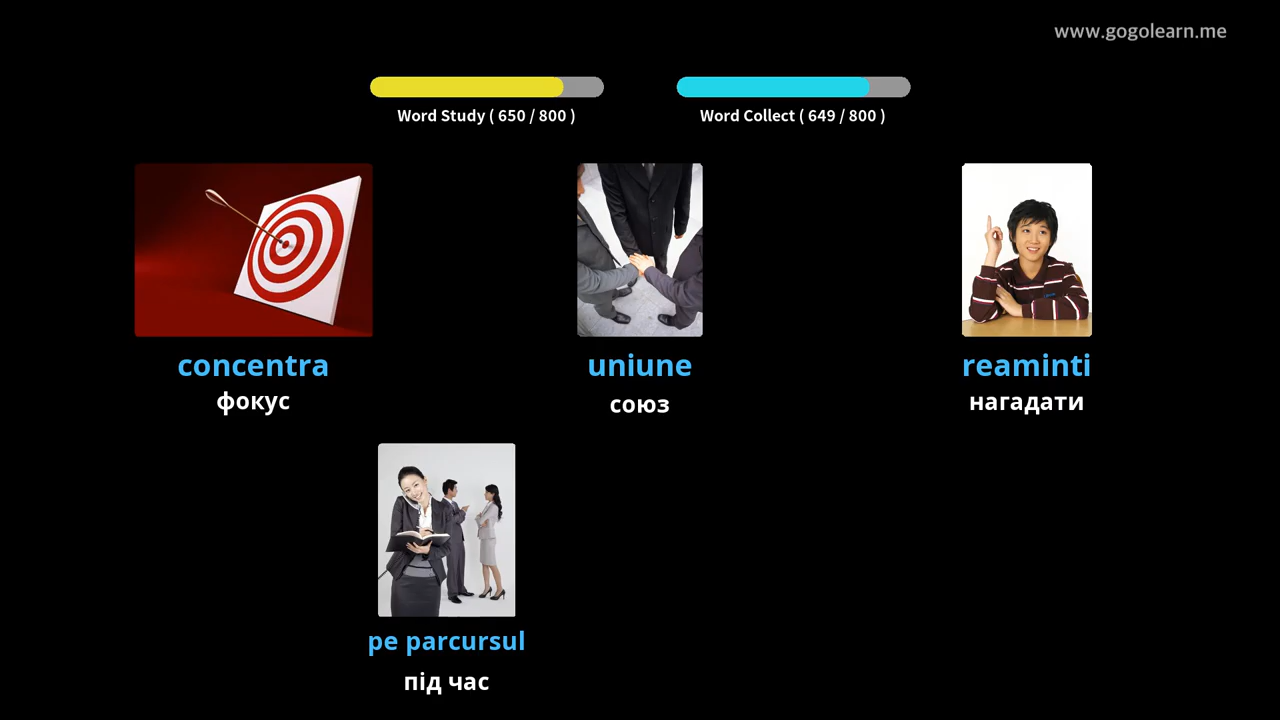 www.gogolearn.me
Word Study ( 650 / 800 )
Word Collect ( 649 / 800 )
concentra
фокус
uniune
союз
reaminti
нагадати
pe parcursul
під час